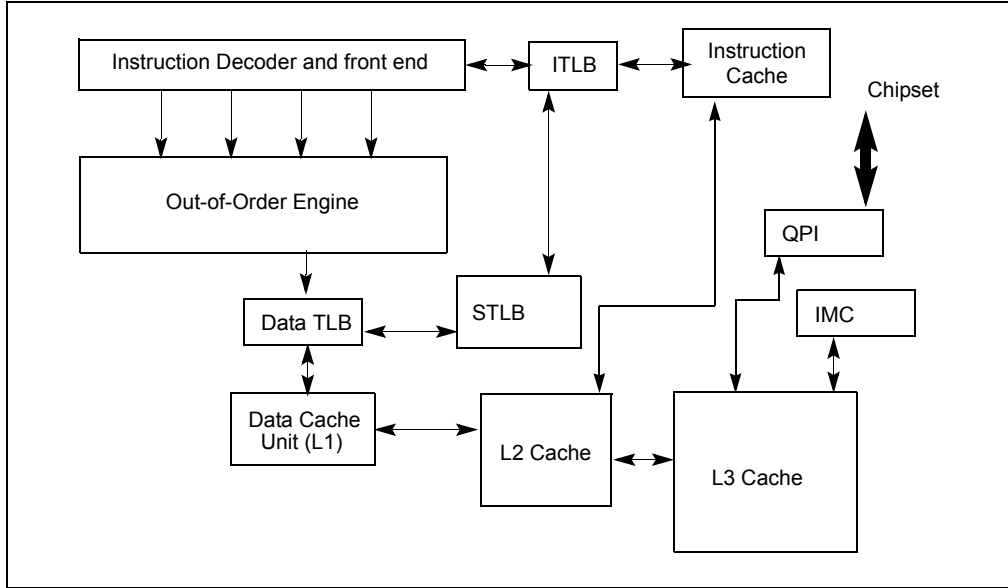 Instruction Decoder and front end
ITLB
Instruction
Cache
Chipset
Out-of-Order Engine
QPI
Data TLB
STLB
IMC
Data Cache
Unit (L1)
L2 Cache
L3 Cache